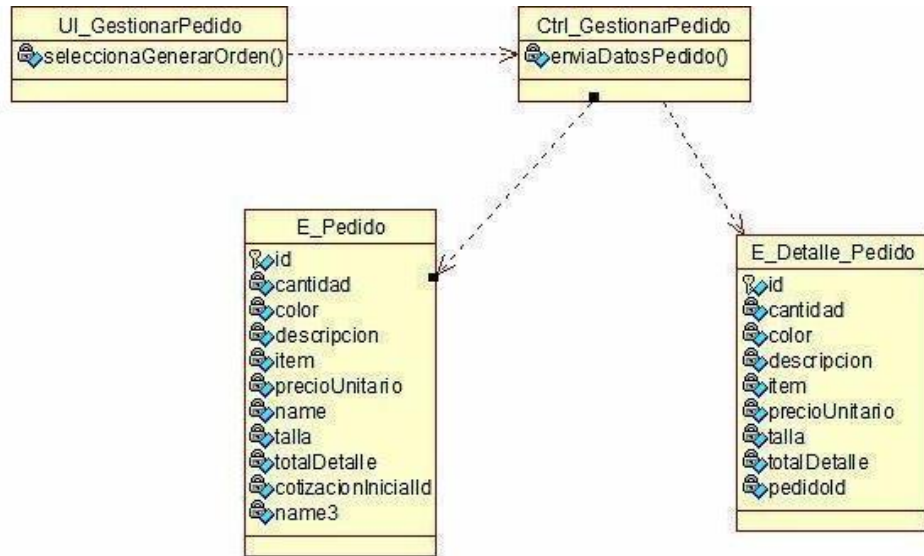 UI_GestionarPedido
seleccionaGenerarOrden()
Ctrl_GestionarPedido
enviaDatosPedido()
E_Pedido
id
cantidad
color
descripcion
item
precioUnitario
name
talla
totalDetalle
cotizacionInicialId
name3
E_Detalle_Pedido
id
cantidad
color
descripcion
item
precioUnitario
talla
totalDetalle
pedidoId